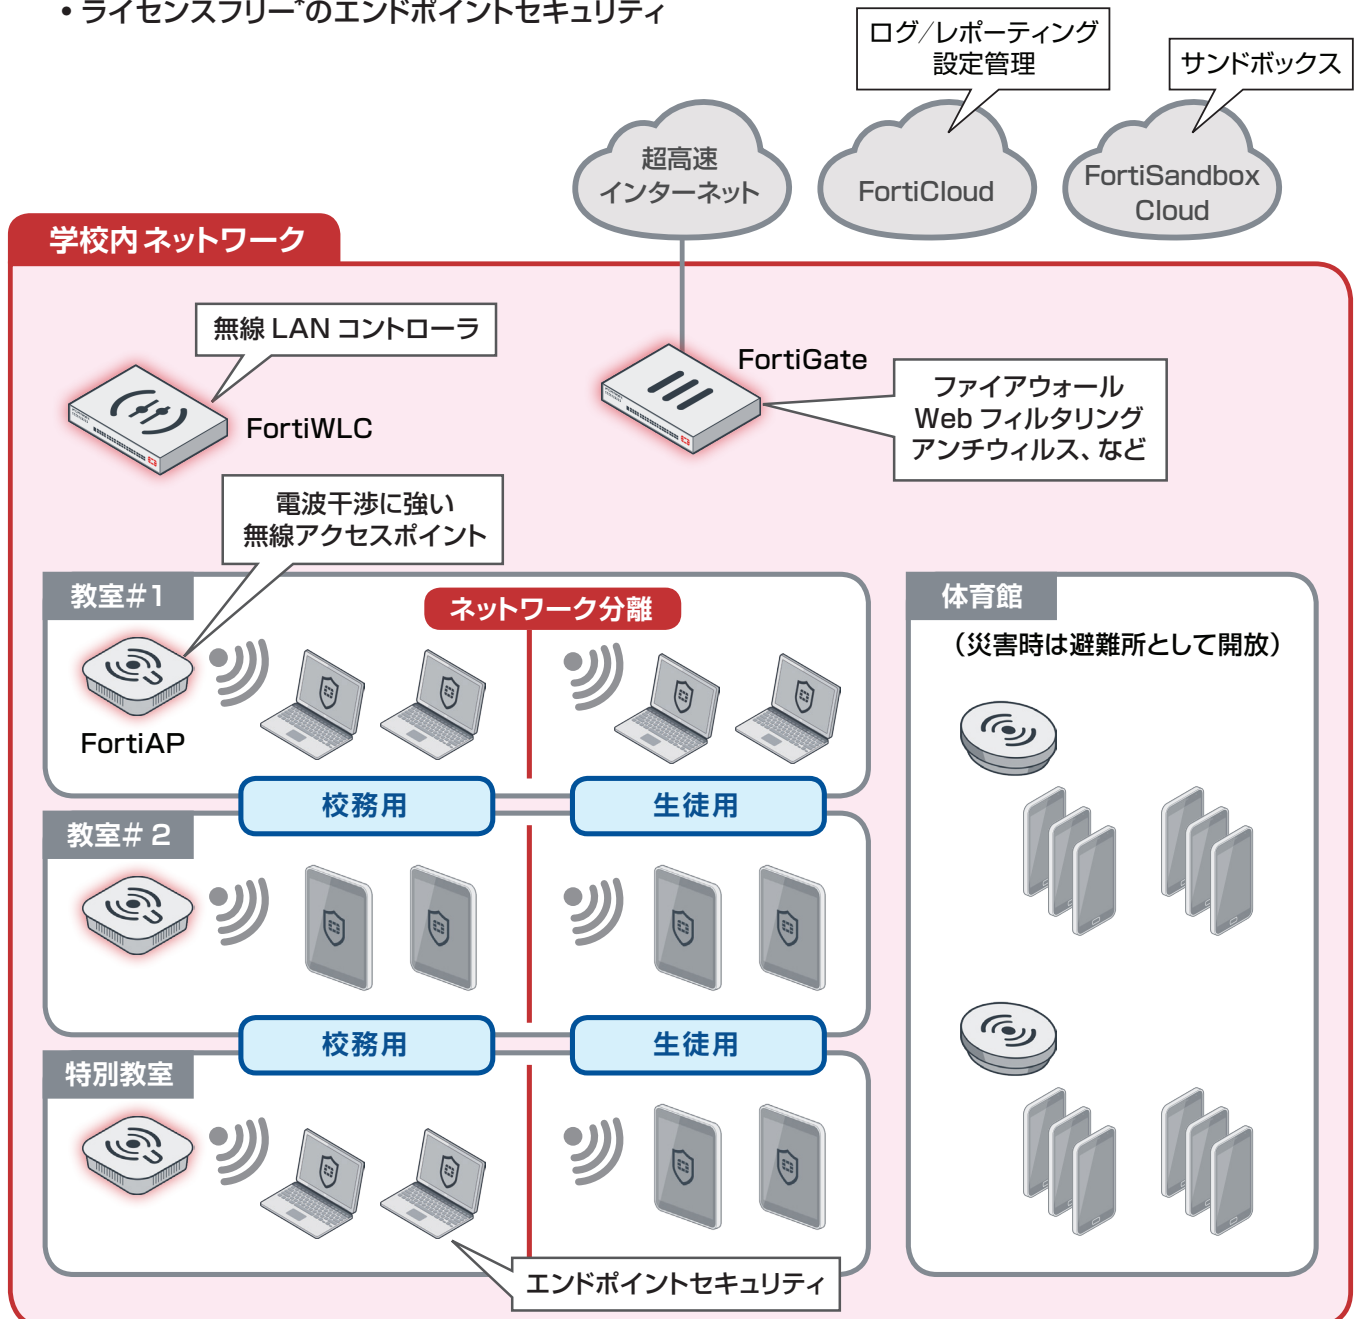 • ライセンスフリー*のエンドポイントセキュリティ
ログ/レポーティング
設定管理
サンドボックス
超高速
インターネット
FortiCloud
FortiSandbox
Cloud
学校内ネットワーク
無線 LAN コントローラ
FortiWLC
FortiGate
ファイアウォール
Web フィルタリング
アンチウィルス、など
電波干渉に強い
無線アクセスポイント
教室#1
ネットワーク分離
FortiAP
校務用
生徒用
教室# 2
校務用
生徒用
特別教室
エンドポイントセキュリティ
体育館
（災害時は避難所として開放）